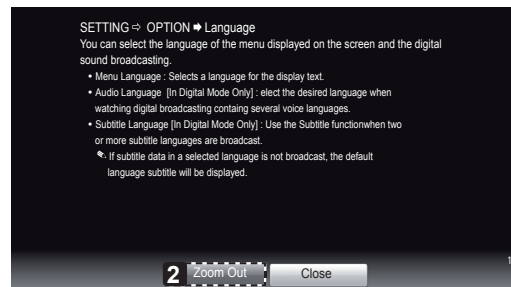 SETTING ⇨ OPTION ➡ Language
You can select the language of the menu displayed on the screen and the digital
sound broadcasting.
• Menu Language : Selects a language for the display text.
• Audio Language [In Digital Mode Only] : elect the desired language when
watching digital broadcasting containg several voice languages.
• Subtitle Language [In Digital Mode Only] : Use the Subtitle functionwhen two
or more subtitle languages are broadcast.
If subtitle data in a selected language is not broadcast, the default
language subtitle will be displayed.
1
2 Zoom Out Close